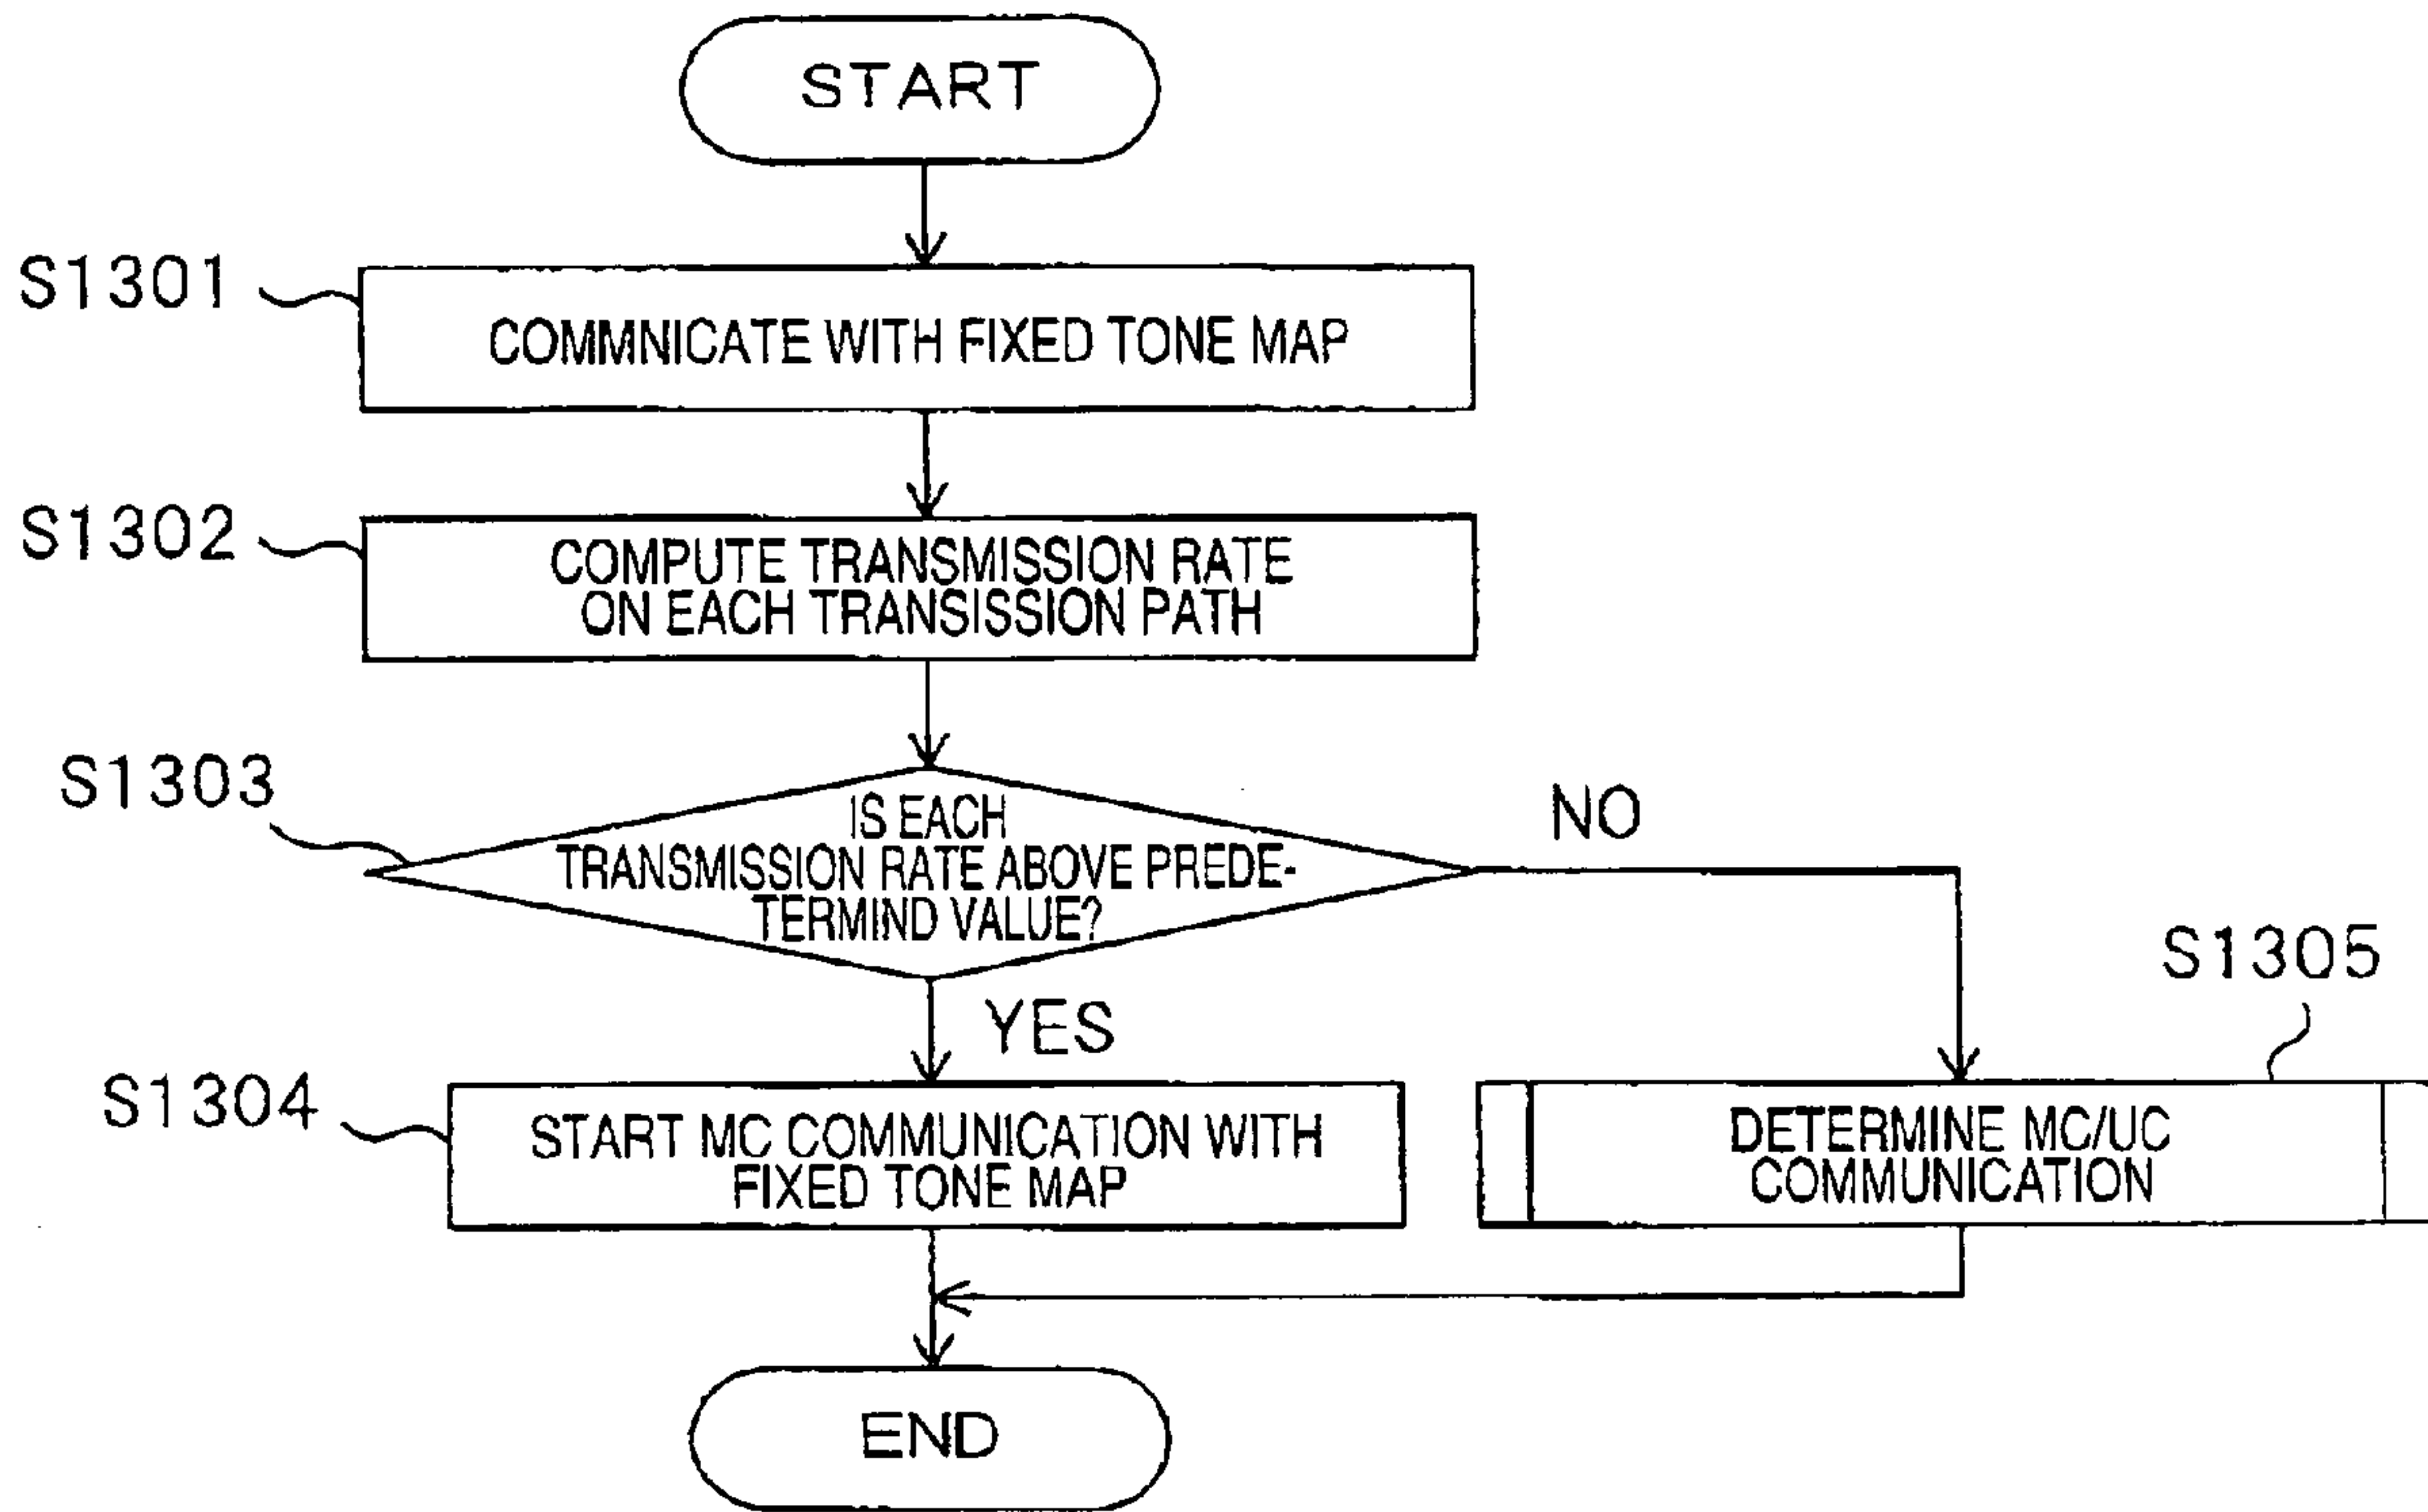 START
S1301
COMMNICATE WITH FIXED TONE MAP
S1302
COMPUTE TRANSMISSION RATE
ON EACH TRANSISSION PATH
S1303
IS EACH
TRANSMISSION RATE ABOVE PREDE-
TERMIND VALUE?
NO
YES
S1304
START MC COMMUNICATION WITH
FIXED TONE MAP
S1305
DETERMINE MC/UC
COMMUNICATION
END